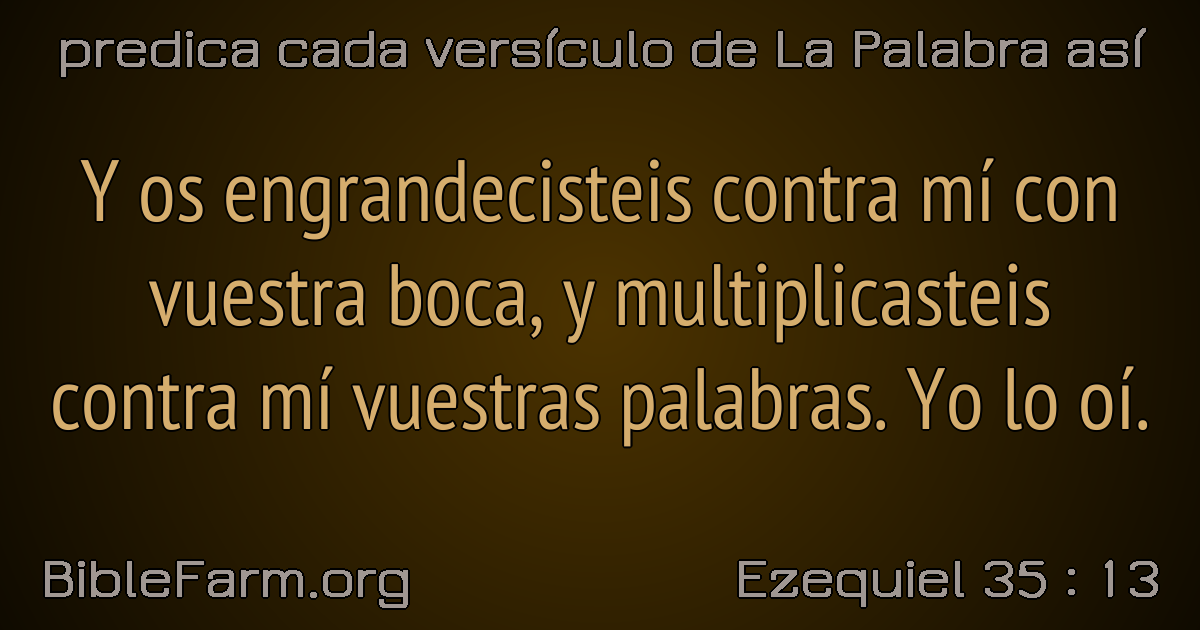 predica cada versículo de La Palabra así
Y os engrandecisteis contra mí con
vuestra boca, y multiplicasteis
contra mí vuestras palabras. Yo lo oí.
BibleFarm.org
Ezequiel 35 : 13